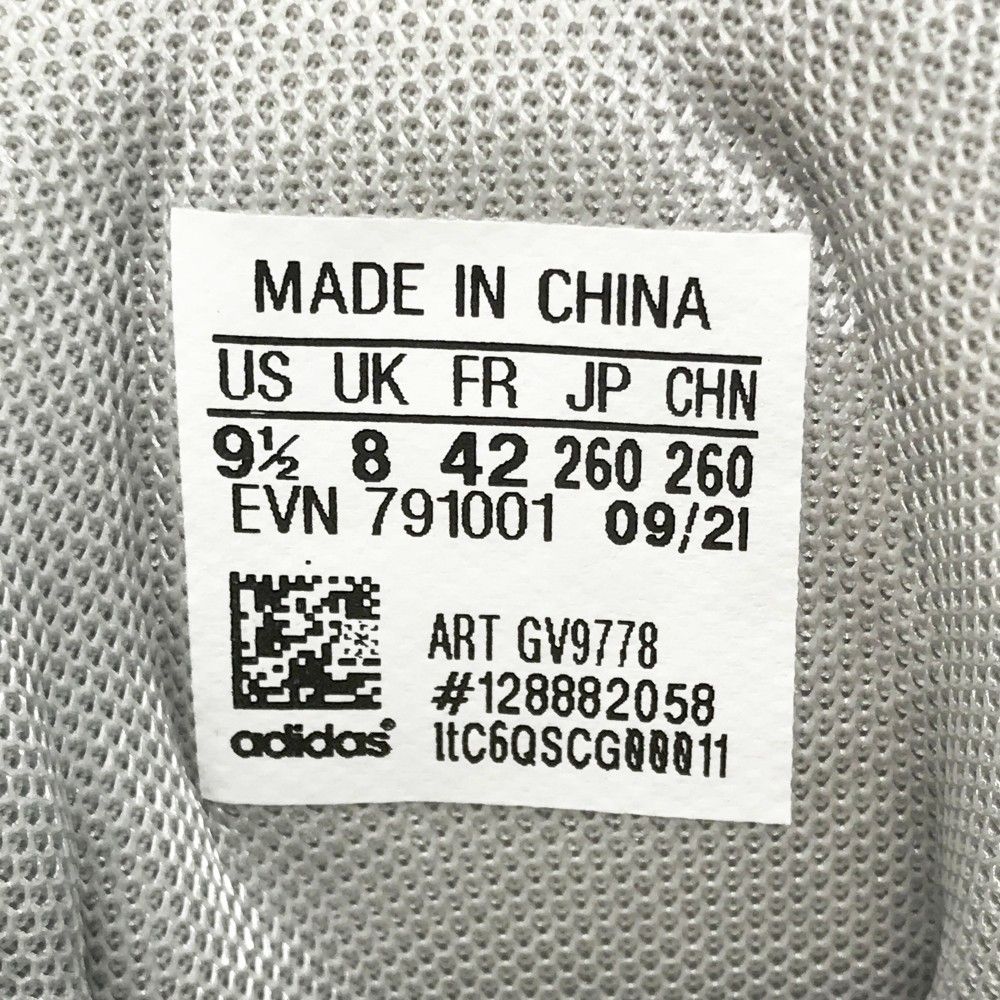 MADE IN CHINA
US UK FR JP CHN
9½ 8 42 260 260
EVN 791001 09/21
ART GV9778
#128882058
adidas® 1tC6QSCG00011